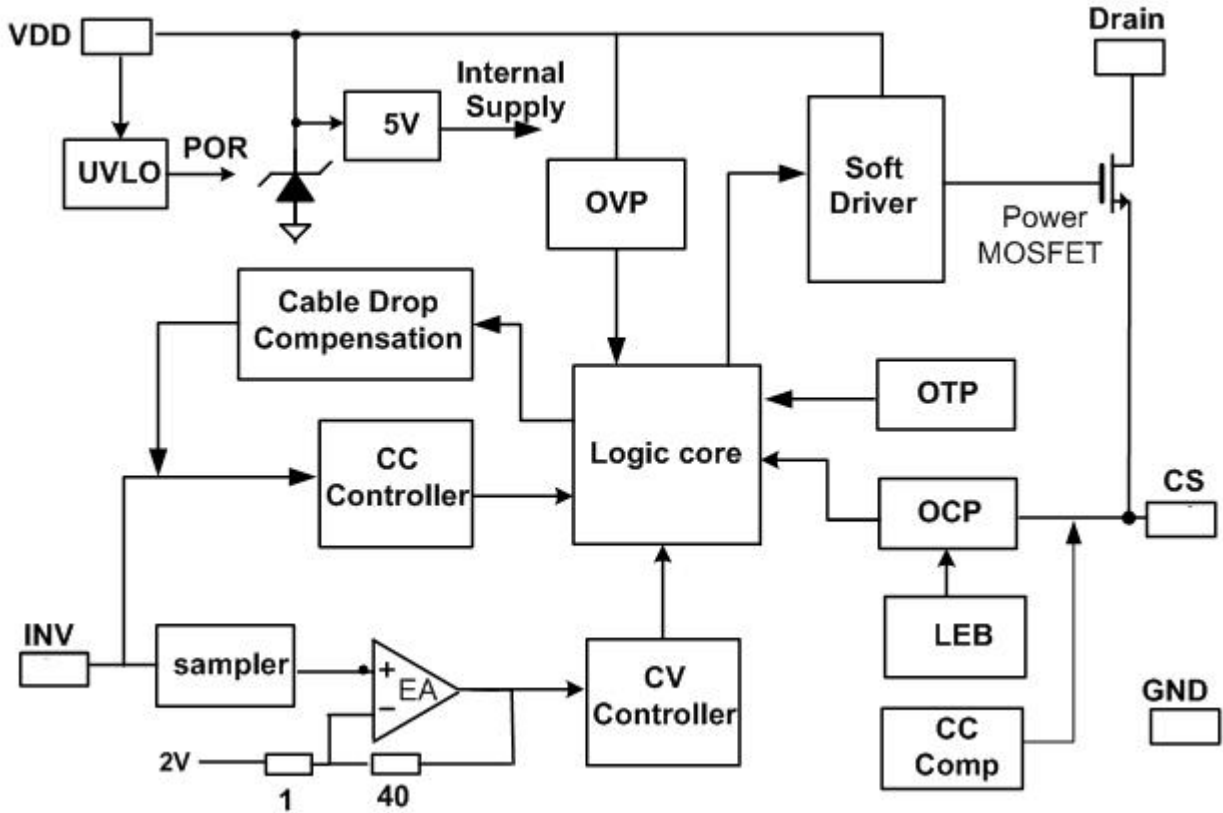 VDD
Drain
Internal
Supply
5V
POR
UVLO
OVP
Soft
Driver
Power
MOSFET
Cable Drop
Compensation
OTP
Logic core
CC
Controller
CS
OCP
INV
sampler
+
EA
−
CV
Controller
LEB
GND
CC
Comp
2V
1
40